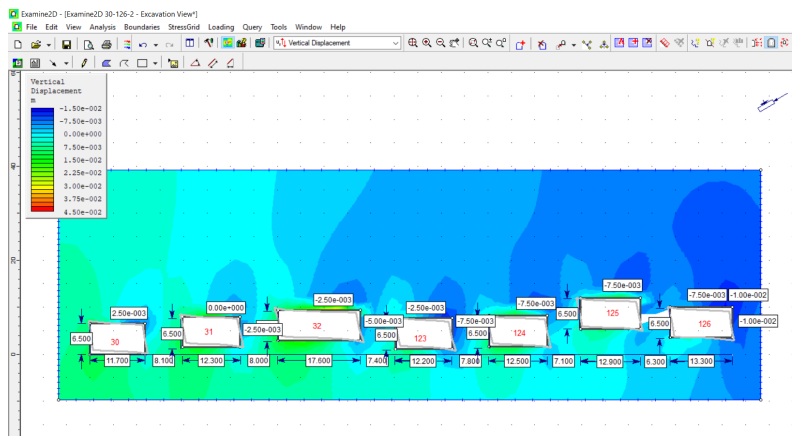 Examine2D - [Examine2D 30-126-2 - Excavation View*]
File Edit View Analysis Boundaries StressGrid Loading Query Tools Window Help
Vertical Displacement
Vertical
Displacement
m
-1.50e-002
-7.50e-003
0.00e+000
7.50e-003
1.50e-002
2.25e-002
3.00e-002
3.75e-002
4.50e-002
40
20
0
-7.50e-003
-7.50e-003 -1.00e-002
2.50e-003 0.00e+000 -2.50e-003 -2.50e-003 -7.50e-003
-2.50e-003 -5.00e-003 -7.50e-003 -1.00e-002
6.500 6.500 6.500 6.500 6.500 6.500 6.500
30 31 32 123 124 125 126
11.700 8.100 12.300 8.000 17.600 7.400 12.200 7.800 12.500 7.100 12.900 6.300 13.300